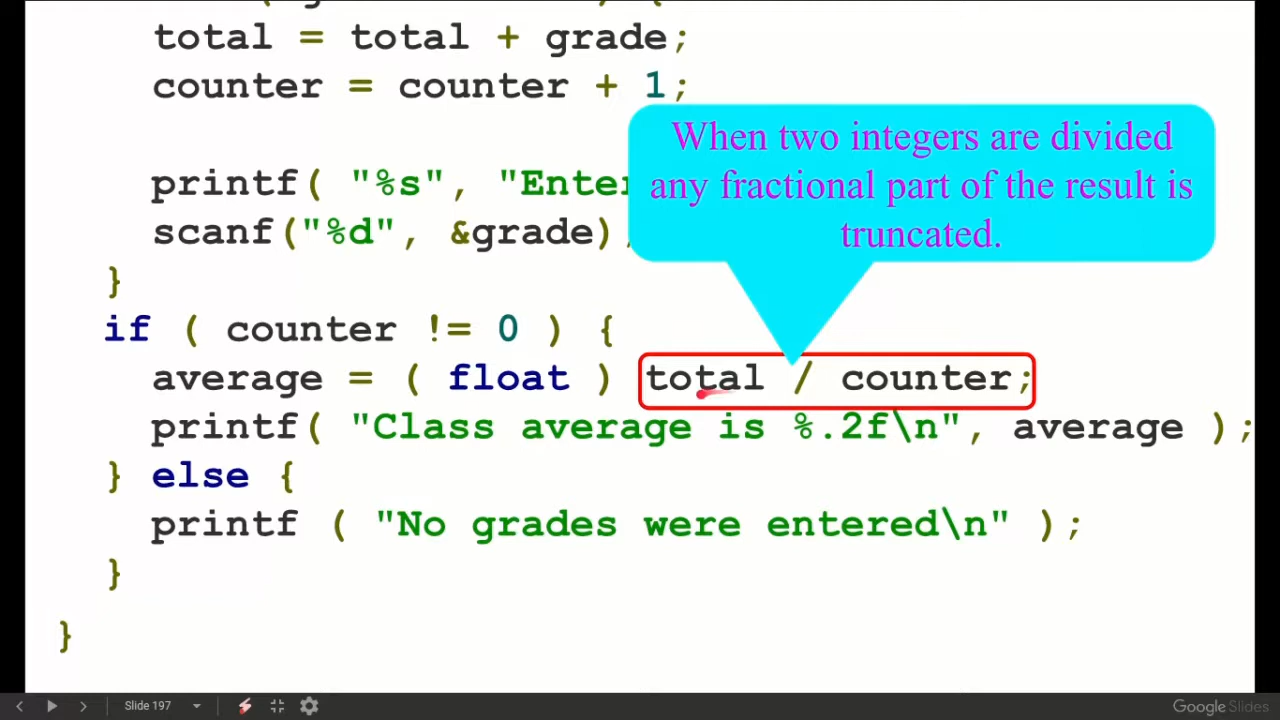 total = total + grade;
counter = counter + 1;
When two integers are divided
any fractional part of the result is
truncated.
printf( "%s", "Enter
scanf("%d", &grade)
}
if ( counter != 0 ) {
average = ( float ) total / counter;
printf( "Class average is %.2f\n", average );
} else {
printf ( "No grades were entered\n" );
}
}
Slide 197
Google Slides